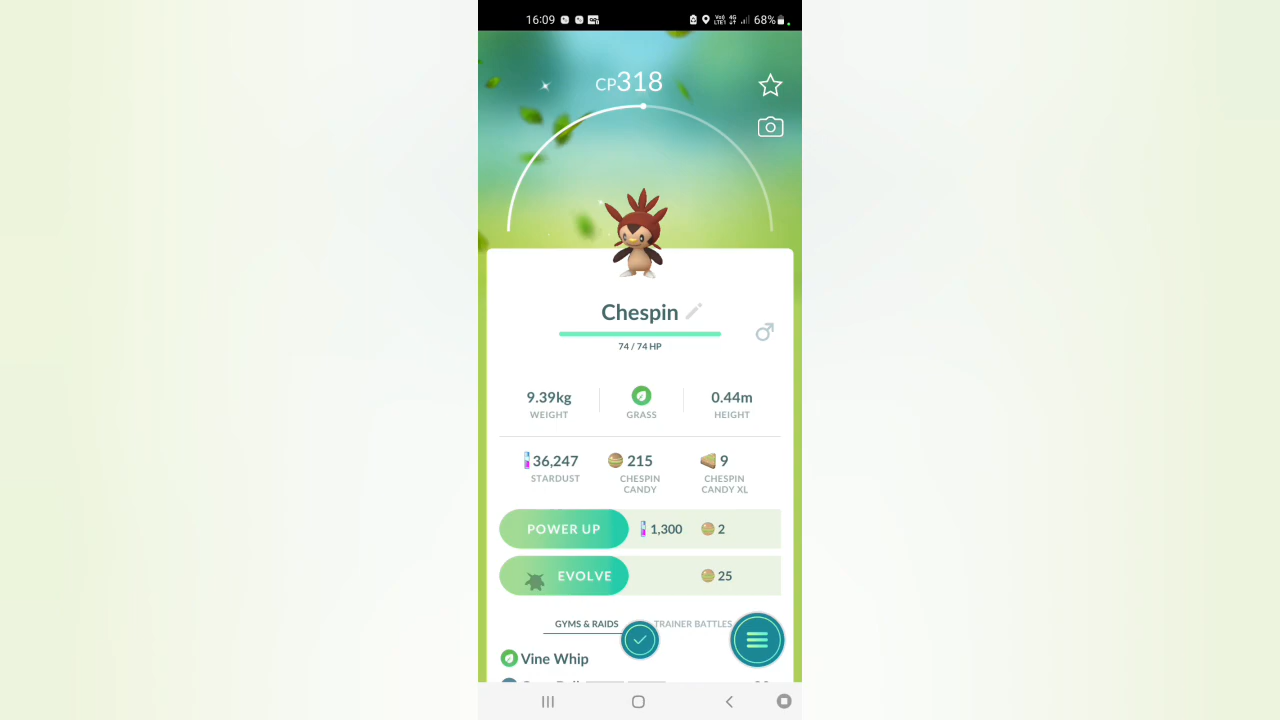 16:09 68%
CP318
Chespin
74 / 74 HP
9.39kg 0.44m
WEIGHT GRASS HEIGHT
36,247 215 9
STARDUST CHESPIN CANDY CHESPIN CANDY XL
POWER UP 1,300 2
EVOLVE 25
GYMS & RAIDS TRAINER BATTLES
Vine Whip